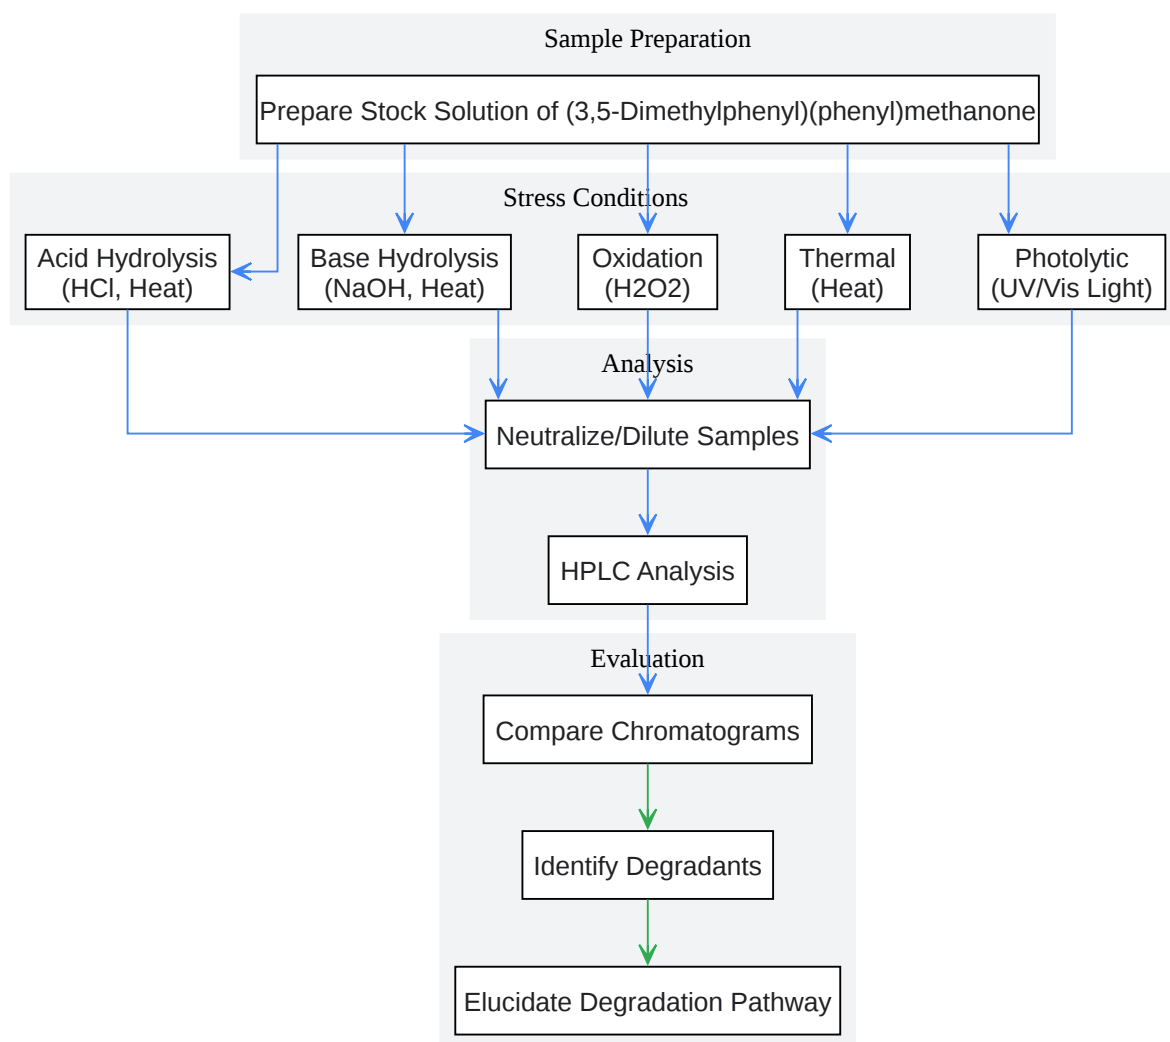 Sample Preparation
Prepare Stock Solution of (3,5-Dimethylphenyl)(phenyl)methanone
Stress Conditions
Acid Hydrolysis
(HCl, Heat)
Base Hydrolysis
(NaOH, Heat)
Oxidation
(H2O2)
Thermal
(Heat)
Photolytic
(UV/Vis Light)
Analysis
Neutralize/Dilute Samples
HPLC Analysis
Evaluation
Compare Chromatograms
Identify Degradants
Elucidate Degradation Pathway